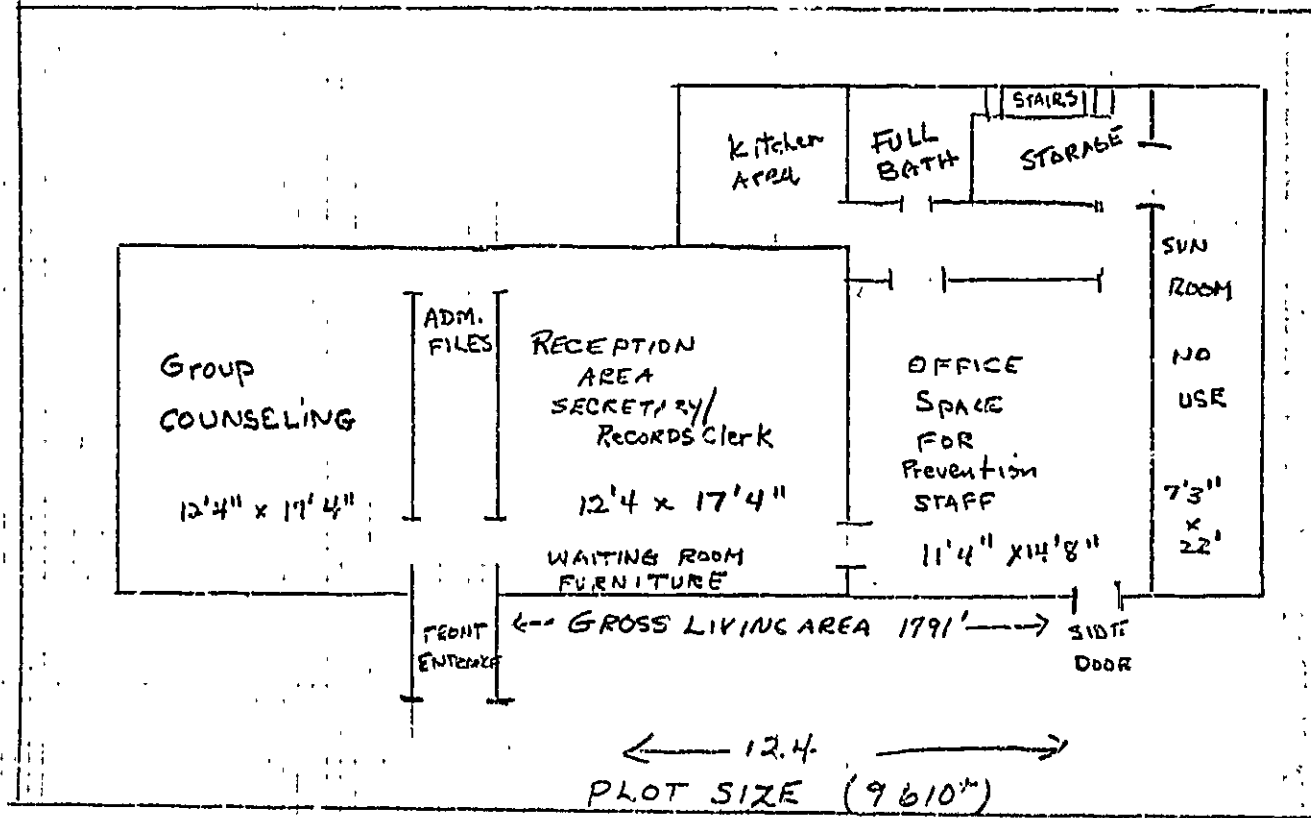 STAIRS
Kitchen
AREA
FULL
BATH
STORAGE
SUN
ROOM
NO
USE
7'3"
x
22'
ADM.
FILES
Group
COUNSELING
12'4" x 17'4"
RECEPTION
AREA
SECRETARY/
RECORDS Clerk
12'4 x 17'4"
WAITING ROOM
FURNITURE
OFFICE
SPACE
FOR
Prevention
STAFF
11'4" x 14'8"
FRONT
ENTRANCE
<-- GROSS LIVING AREA 1791' -->
SIDE
DOOR
12.4.
PLOT SIZE (9610